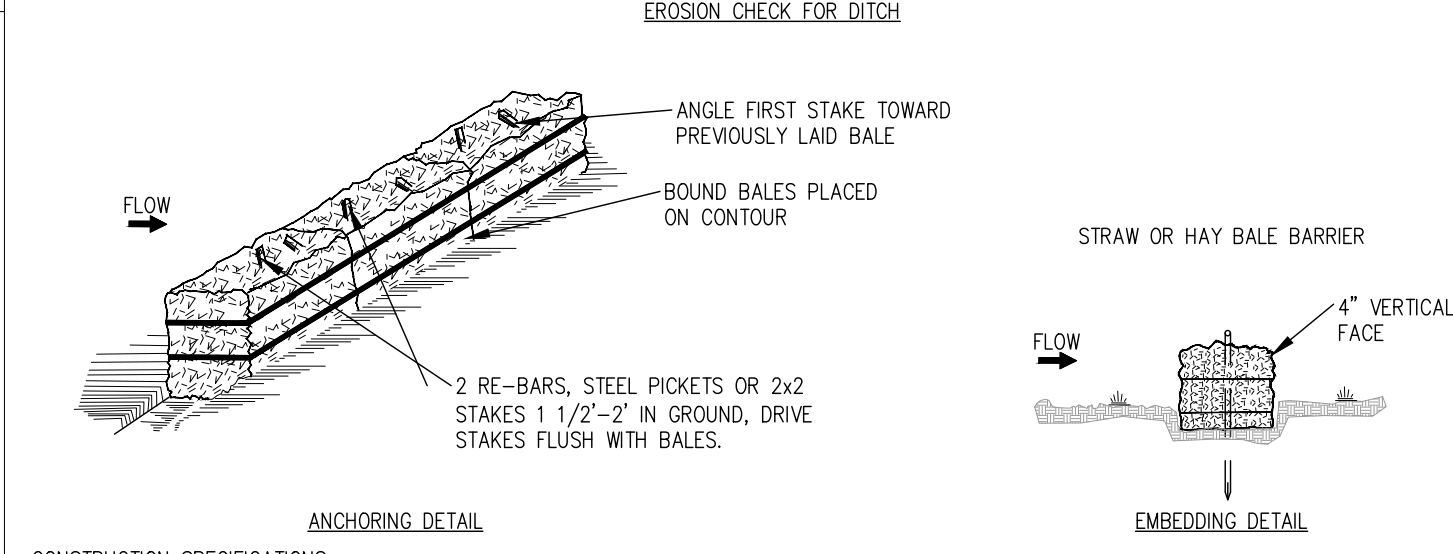 EROSION CHECK FOR DITCH
ANGLE FIRST STAKE TOWARD
PREVIOUSLY LAID BALE
BOUND BALES PLACED
ON CONTOUR
FLOW
2 RE-BARS, STEEL PICKETS OR 2x2
STAKES 1 1/2'-2' IN GROUND, DRIVE
STAKES FLUSH WITH BALES.
ANCHORING DETAIL
STRAW OR HAY BALE BARRIER
4" VERTICAL
FACE
FLOW
EMBEDDING DETAIL
CONSTRUCTION SPECIFICATIONS